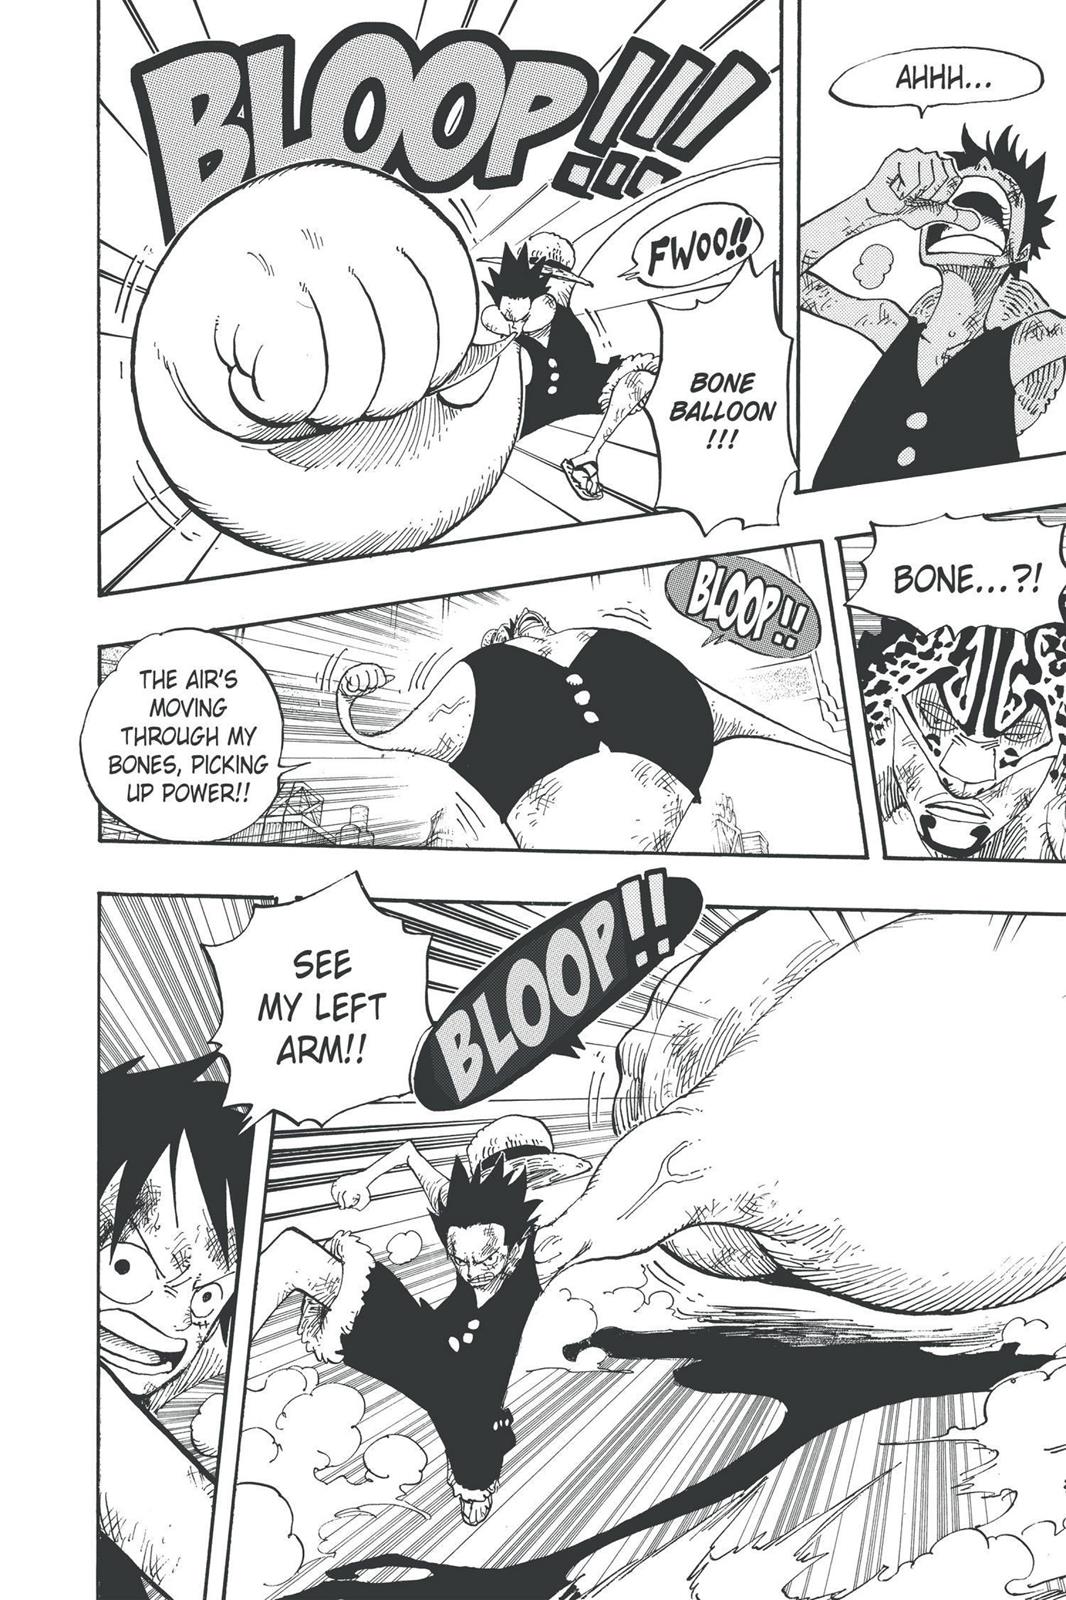 AHHH...
BLOOP!!!
FWOO!!
BONE
BALLOON
!!!
BONE...?!
BLOOP!!
THE AIR'S
MOVING
THROUGH MY
BONES, PICKING
UP POWER!!
BLOOP!!
SEE
MY LEFT
ARM!!